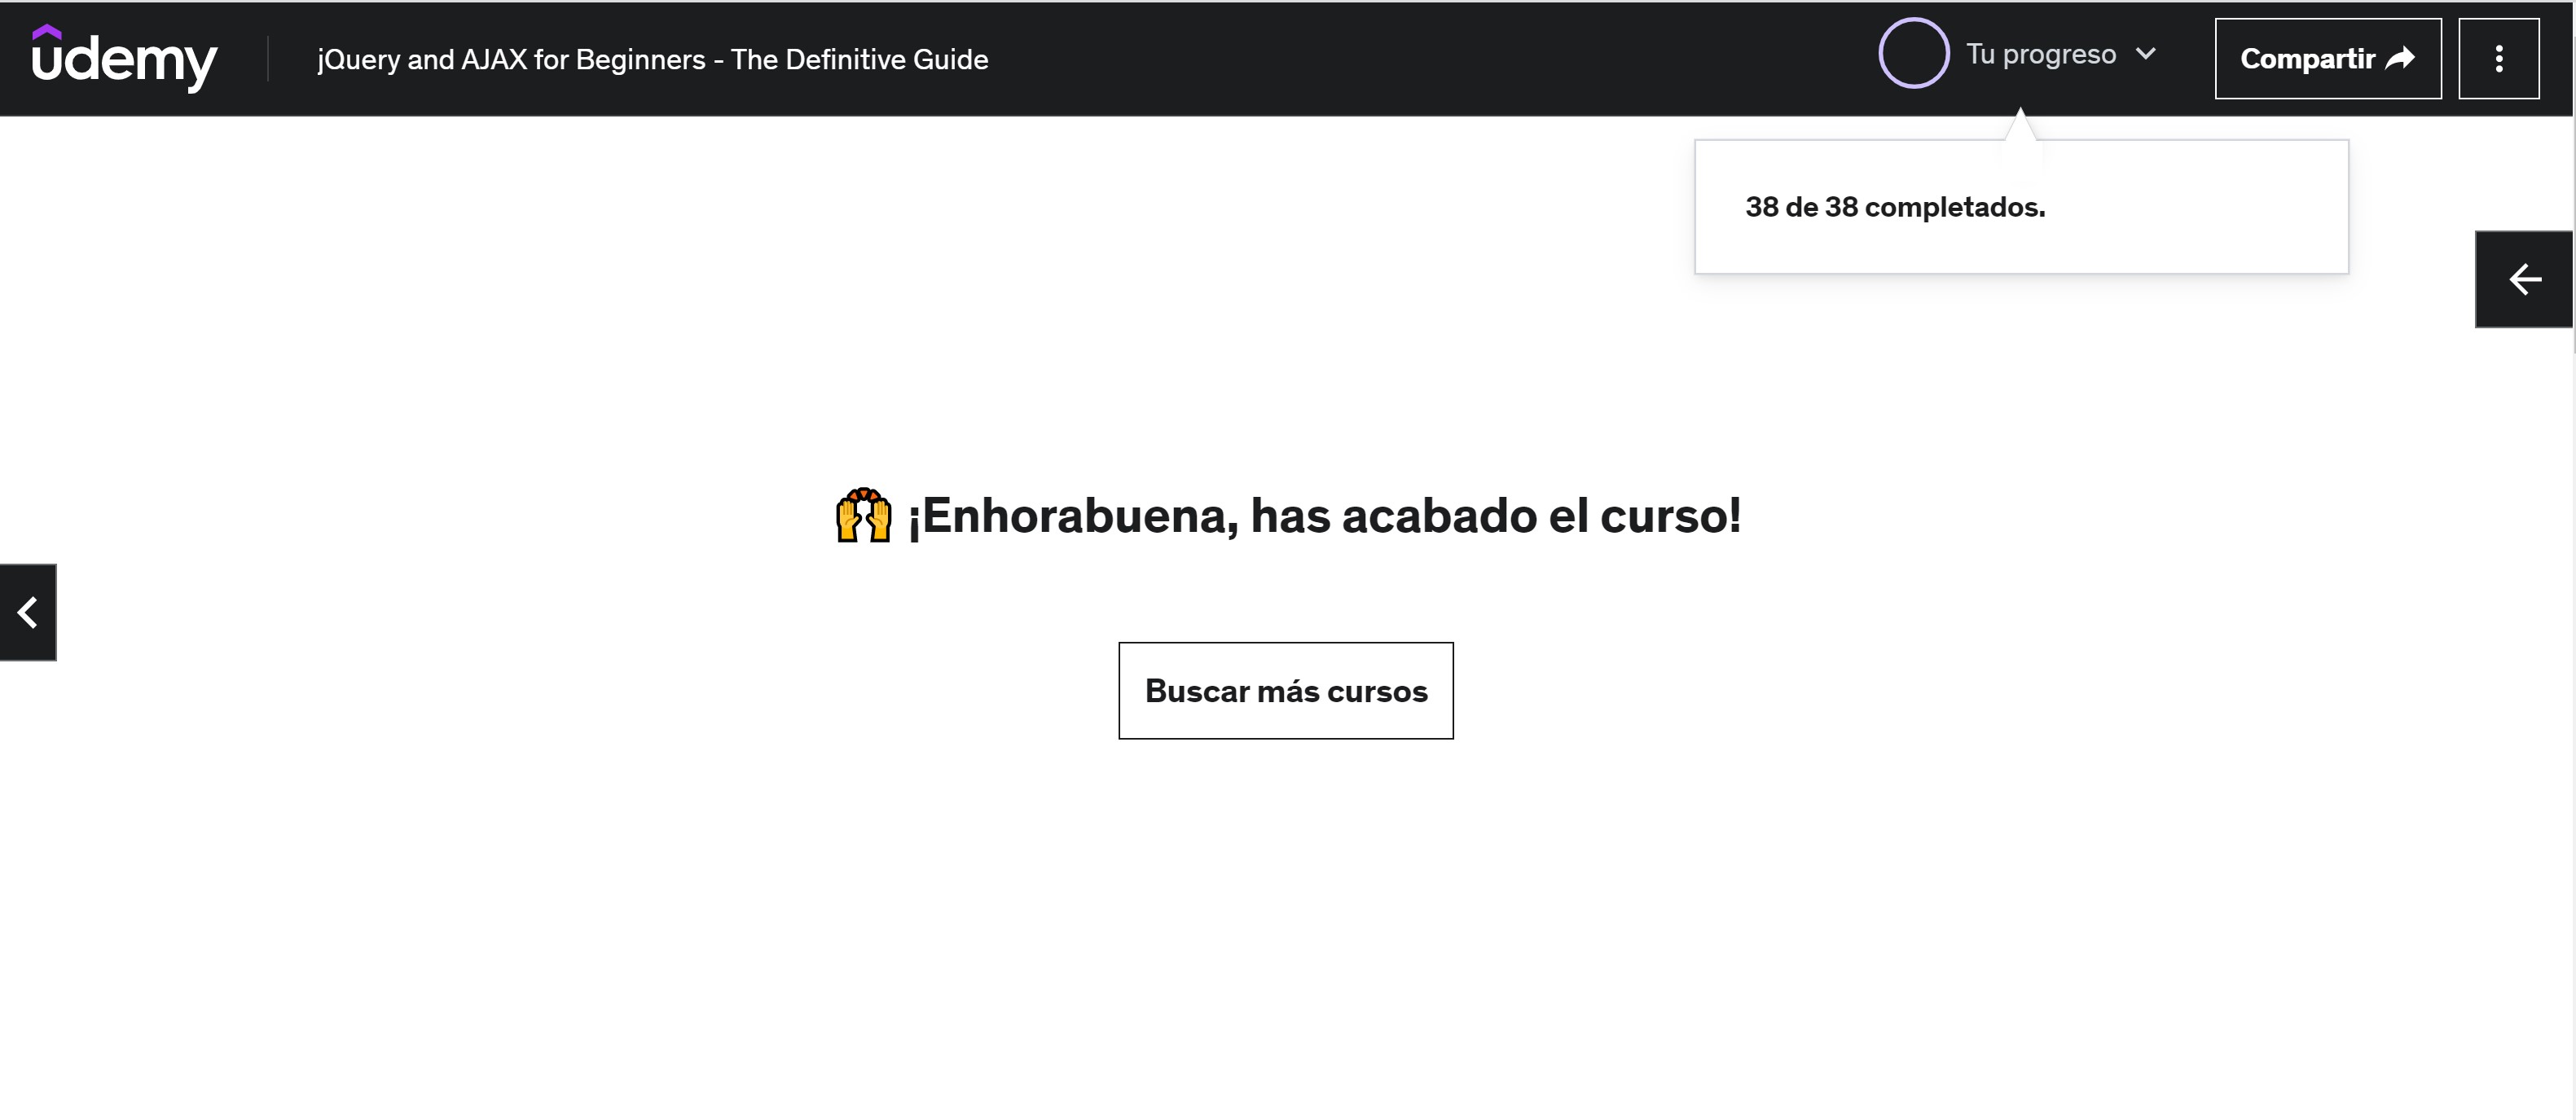 udemy
jQuery and AJAX for Beginners - The Definitive Guide
Tu progreso
Compartir
38 de 38 completados.
¡Enhorabuena, has acabado el curso!
Buscar más cursos